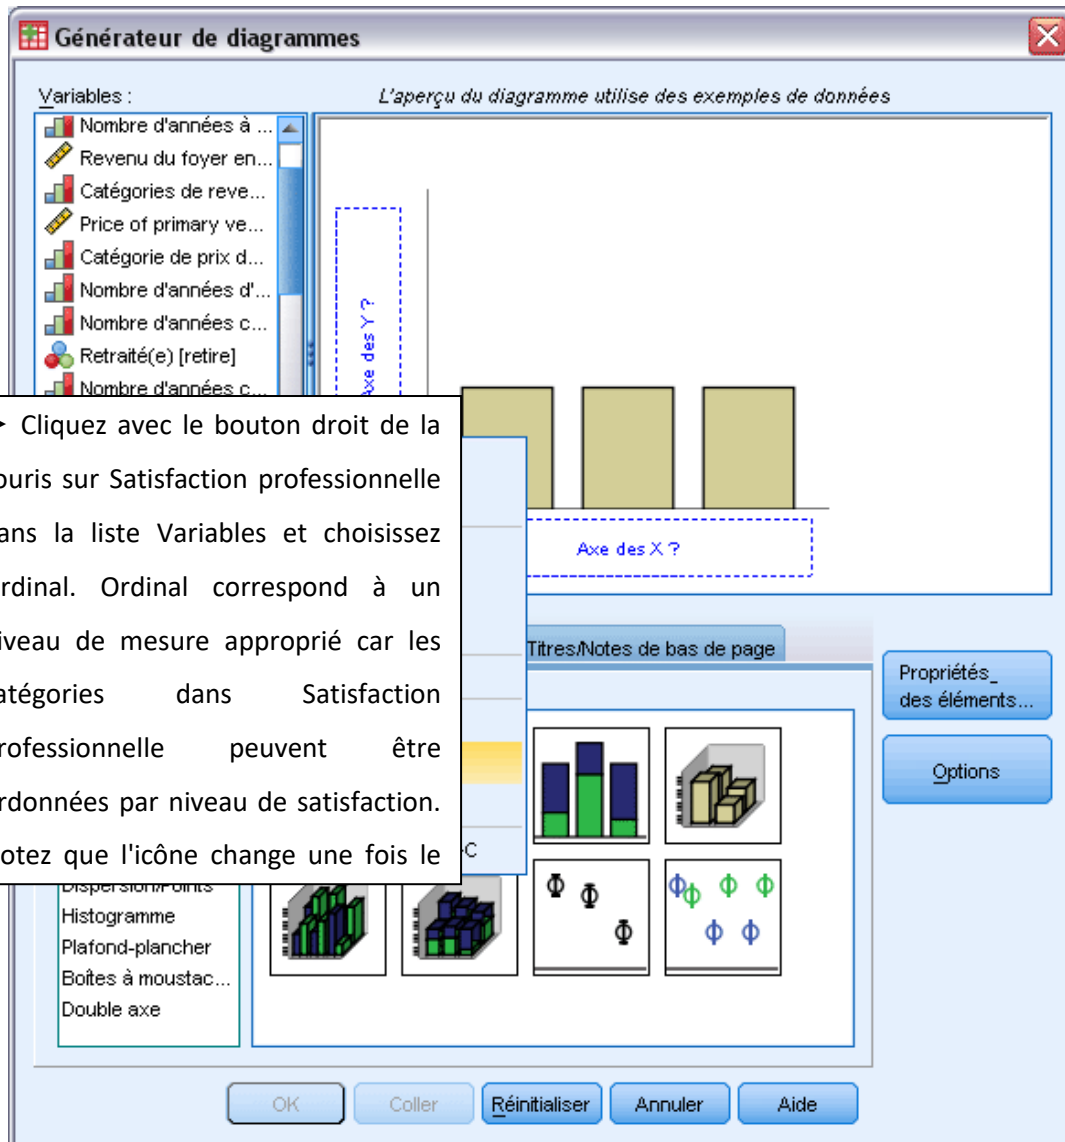 Générateur de diagrammes
Variables :
L'aperçu du diagramme utilise des exemples de données
Nombre d'années à ...
Revenu du foyer en...
Catégories de reve...
Price of primary ve...
Catégorie de prix d...
Nombre d'années d'...
Nombre d'années c...
Retraité(e) [retire]
Nombre d'années c...
Axe des Y ?
Axe des X ?
Cliquez avec le bouton droit de la
ouris sur Satisfaction professionnelle
ans la liste Variables et choisissez
rdinal. Ordinal correspond à un
iveau de mesure approprié car les
atégories dans Satisfaction
rofessionnelle peuvent être
rdonnées par niveau de satisfaction.
otez que l'icône change une fois le
Titres/Notes de bas de page
Propriétés_
des éléments...
Options
-C
Dispersion/Points
Histogramme
Plafond-plancher
Boîtes à moustac...
Double axe
OK
Coller
Réinitialiser
Annuler
Aide